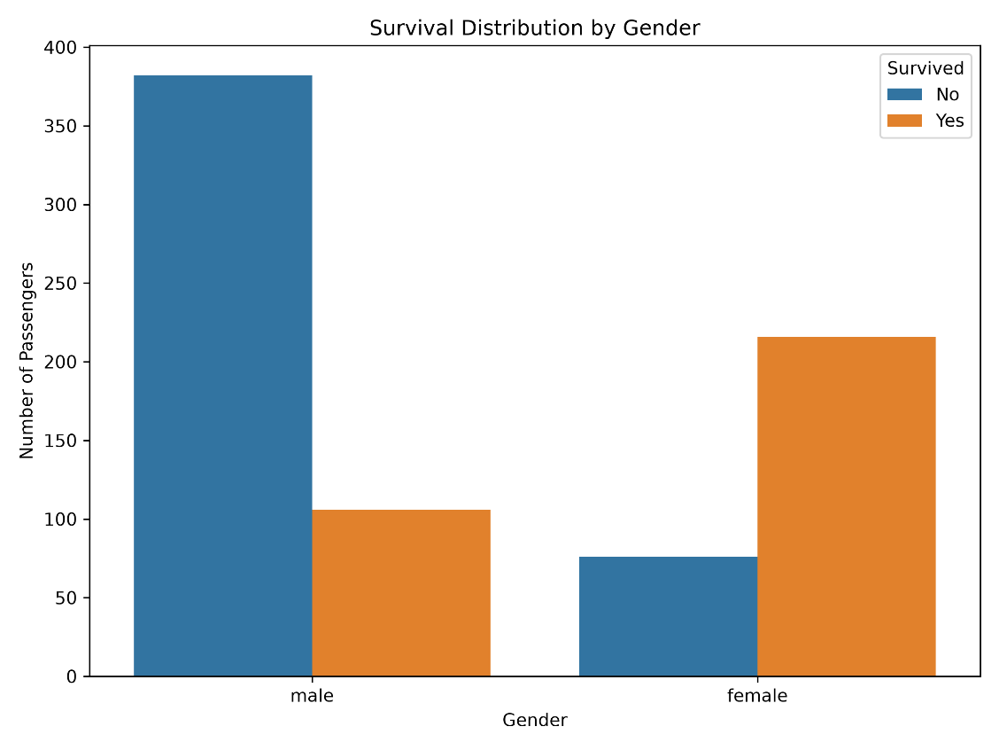 Survival Distribution by Gender
Survived
No
Yes
Number of Passengers
400
350
300
250
200
150
100
50
0
male female
Gender